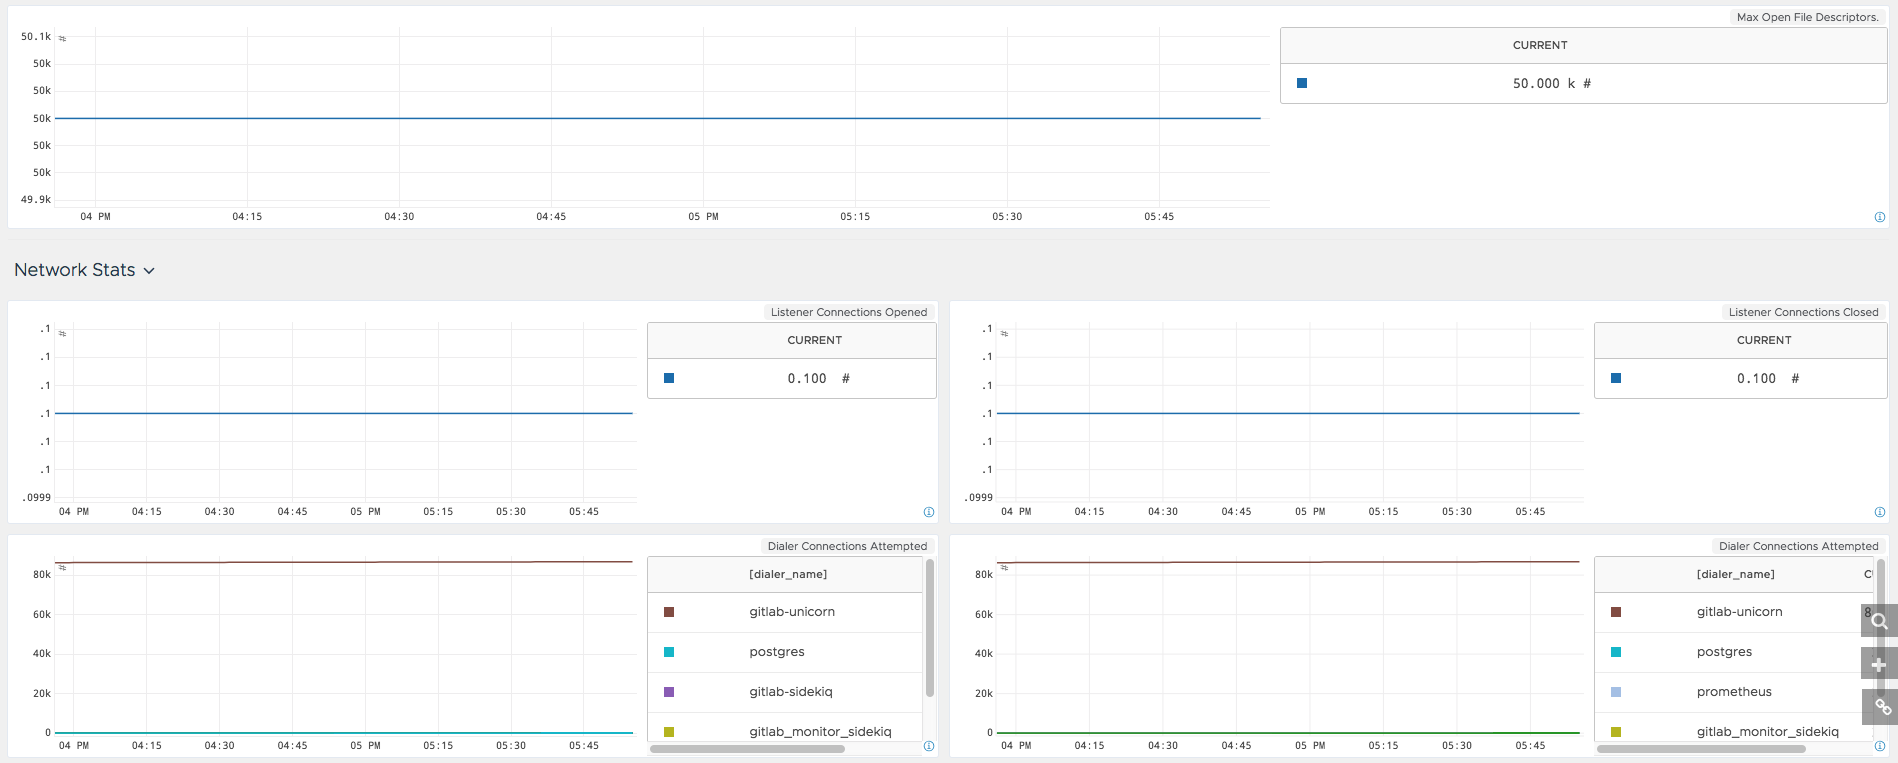 Max Open File Descriptors.
50.1k #
50k
50k
50k
50k
50k
49.9k
04 PM 04:15 04:30 04:45 05 PM 05:15 05:30 05:45
CURRENT
50.000 k #
Network Stats
Listener Connections Opened
.1 #
.1
.1
.1
.1
.1
.0999
04 PM 04:15 04:30 04:45 05 PM 05:15 05:30 05:45
CURRENT
0.100 #
Listener Connections Closed
.1 #
.1
.1
.1
.1
.1
.0999
04 PM 04:15 04:30 04:45 05 PM 05:15 05:30 05:45
CURRENT
0.100 #
Dialer Connections Attempted
80k #
60k
40k
20k
0
04 PM 04:15 04:30 04:45 05 PM 05:15 05:30 05:45
[dialer_name]
gitlab-unicorn
postgres
gitlab-sidekiq
gitlab_monitor_sidekiq
Dialer Connections Attempted
80k #
60k
40k
20k
0
04 PM 04:15 04:30 04:45 05 PM 05:15 05:30 05:45
[dialer_name]
gitlab-unicorn 8
postgres
prometheus
gitlab_monitor_sidekiq